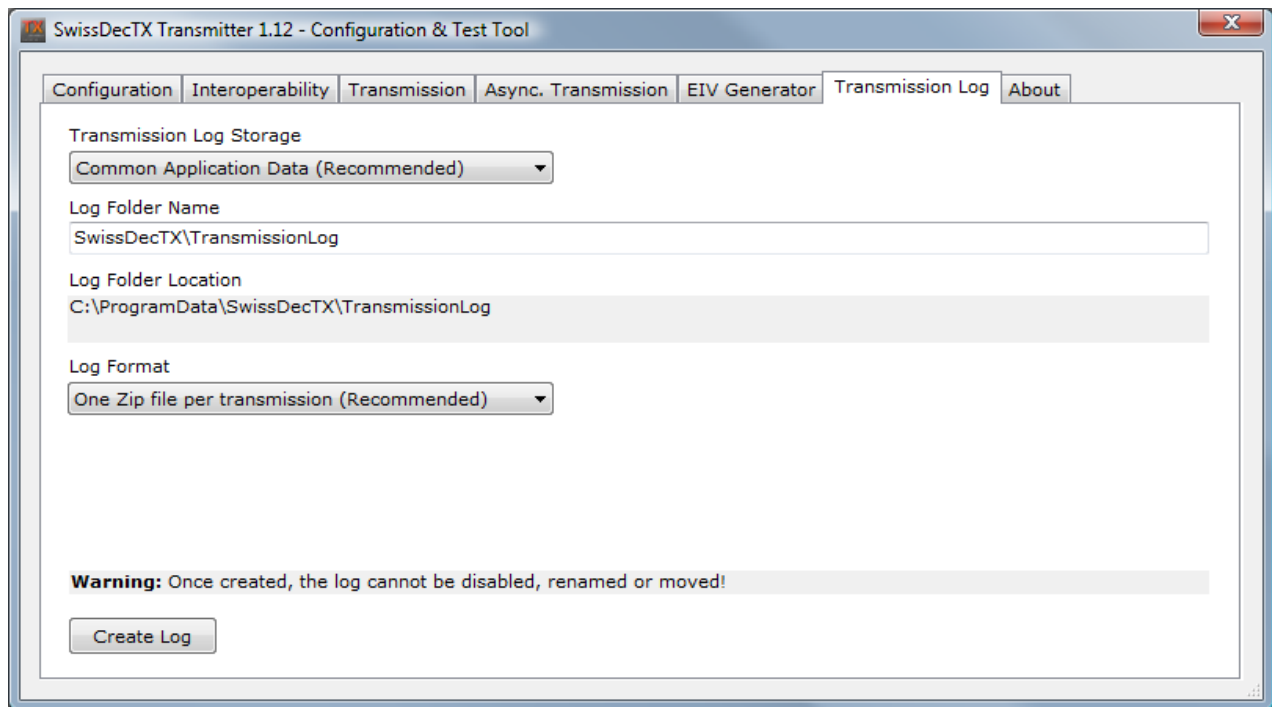 SwissDecTX Transmitter 1.12 - Configuration & Test Tool
Configuration Interoperability Transmission Async. Transmission EIV Generator Transmission Log About
Transmission Log Storage
Common Application Data (Recommended)
Log Folder Name
SwissDecTX\TransmissionLog
Log Folder Location
C:\ProgramData\SwissDecTX\TransmissionLog
Log Format
One Zip file per transmission (Recommended)
Warning: Once created, the log cannot be disabled, renamed or moved!
Create Log